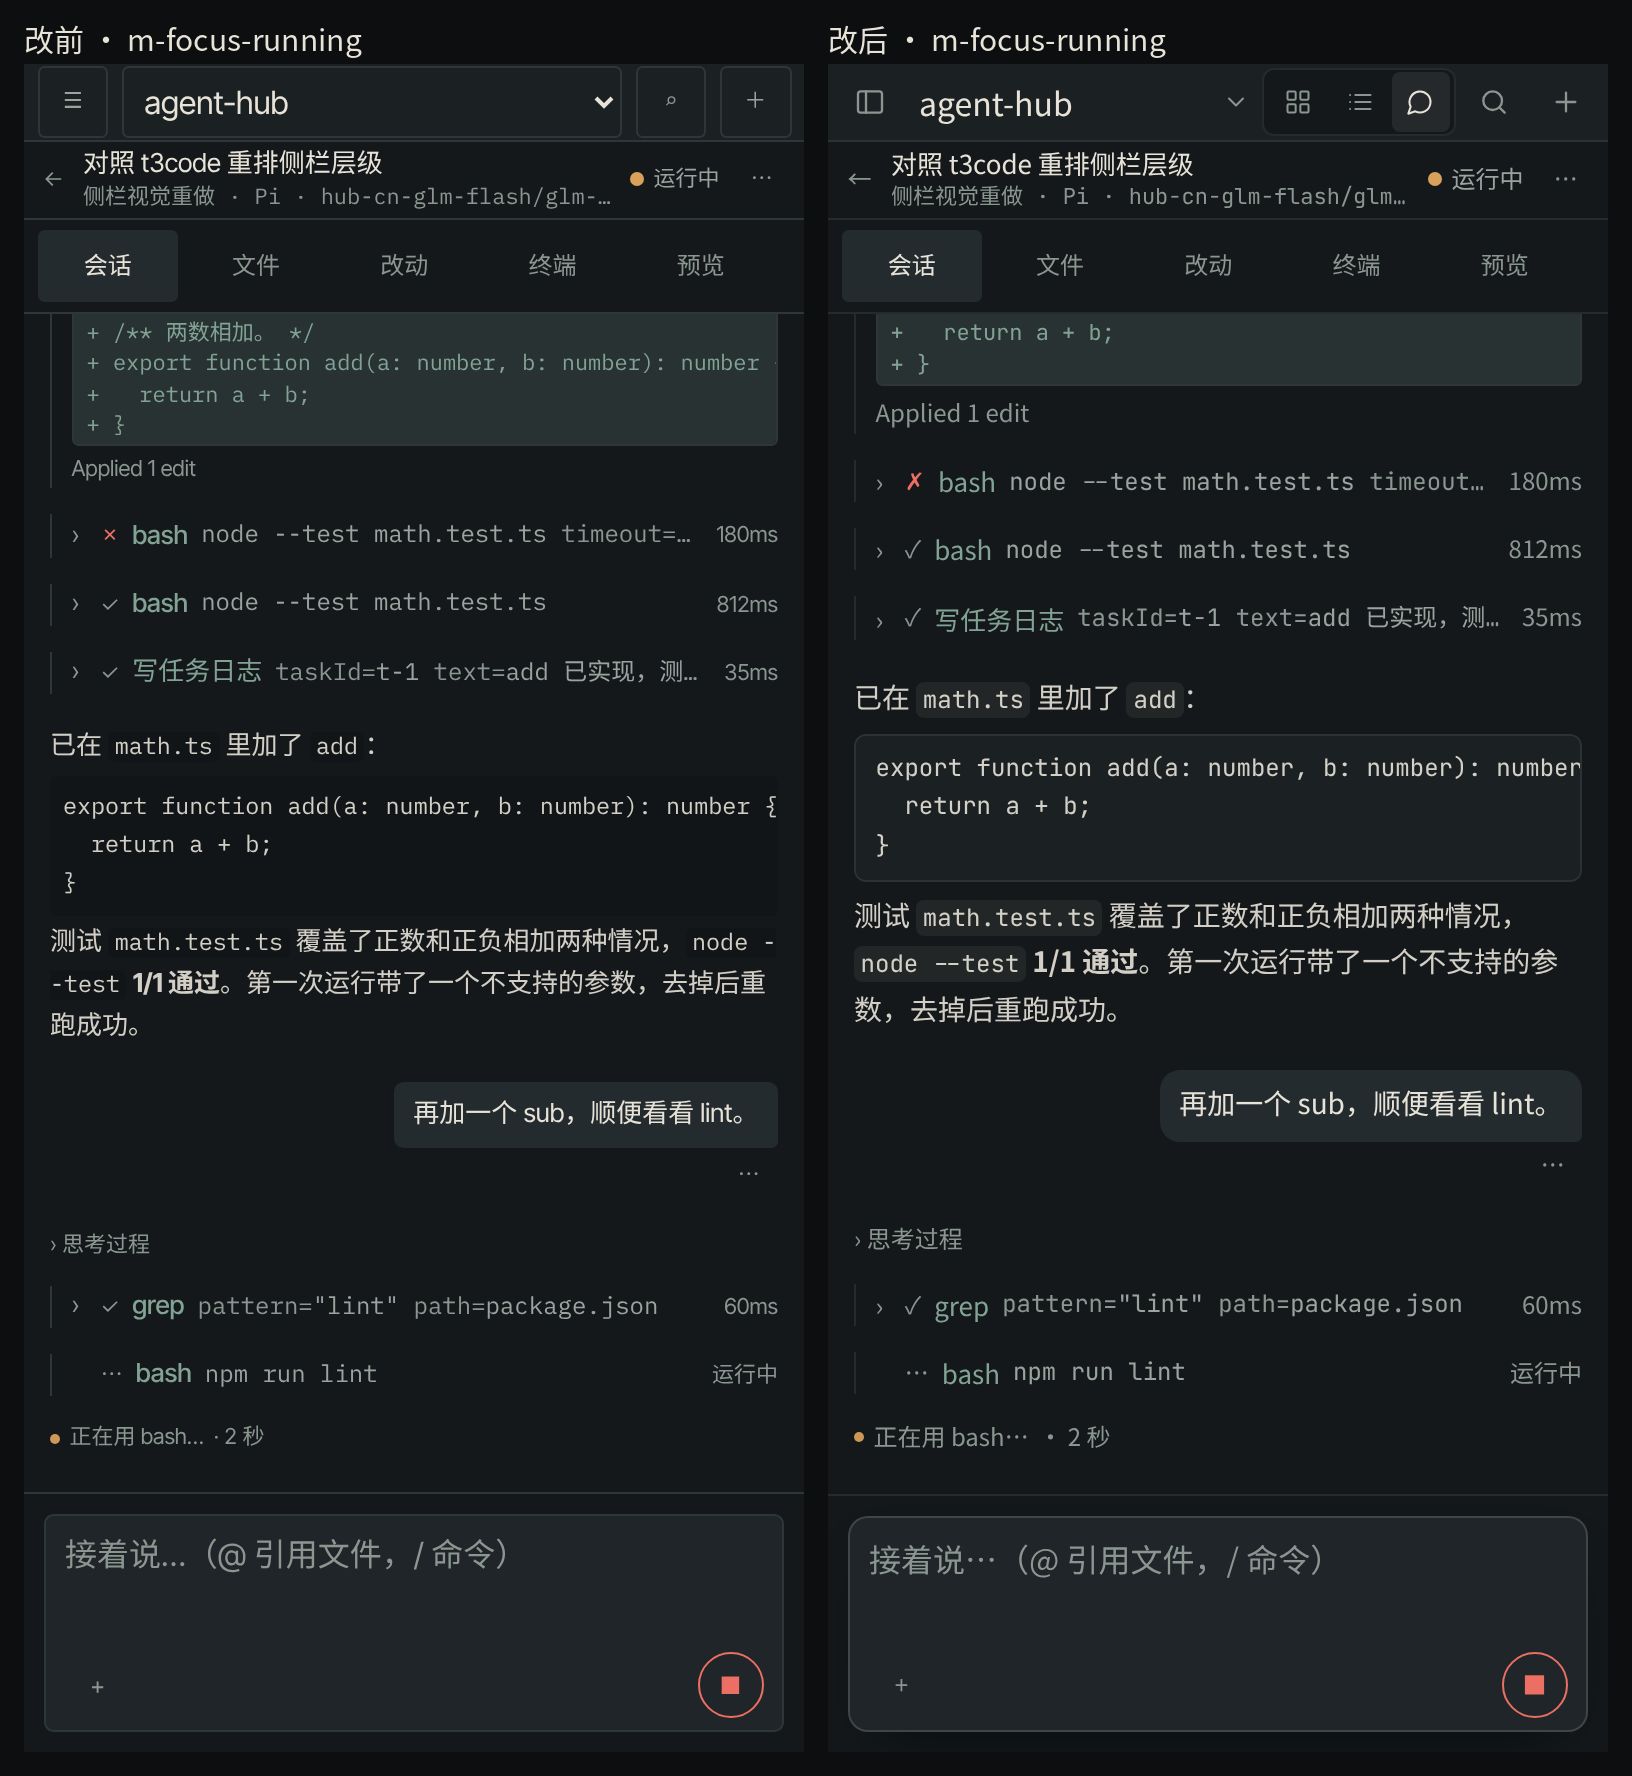 改前 · m-focus-running
agent-hub
对照 t3code 重排侧栏层级
侧栏视觉重做 · Pi · hub-cn-glm-flash/glm-…
运行中
会话 文件 改动 终端 预览
+ /** 两数相加。 */
+ export function add(a: number, b: number): number
+   return a + b;
+ }
Applied 1 edit
› × bash node --test math.test.ts timeout=… 180ms
› ✓ bash node --test math.test.ts 812ms
› ✓ 写任务日志 taskId=t-1 text=add 已实现，测… 35ms
已在 math.ts 里加了 add：
export function add(a: number, b: number): number {
  return a + b;
}
测试 math.test.ts 覆盖了正数和正负相加两种情况，node -
-test 1/1 通过。第一次运行带了一个不支持的参数，去掉后重
跑成功。
再加一个 sub，顺便看看 lint。
…
› 思考过程
› ✓ grep pattern="lint" path=package.json 60ms
… bash npm run lint 运行中
正在用 bash… · 2 秒
接着说…（@ 引用文件，/ 命令）
+
改后 · m-focus-running
agent-hub
对照 t3code 重排侧栏层级
侧栏视觉重做 · Pi · hub-cn-glm-flash/glm…
运行中
会话 文件 改动 终端 预览
+   return a + b;
+ }
Applied 1 edit
› ✗ bash node --test math.test.ts timeout… 180ms
› ✓ bash node --test math.test.ts 812ms
› ✓ 写任务日志 taskId=t-1 text=add 已实现，测… 35ms
已在 math.ts 里加了 add：
export function add(a: number, b: number): number
  return a + b;
}
测试 math.test.ts 覆盖了正数和正负相加两种情况，
node --test 1/1 通过。第一次运行带了一个不支持的参
数，去掉后重跑成功。
再加一个 sub，顺便看看 lint。
…
› 思考过程
› ✓ grep pattern="lint" path=package.json 60ms
… bash npm run lint 运行中
正在用 bash… · 2 秒
接着说…（@ 引用文件，/ 命令）
+